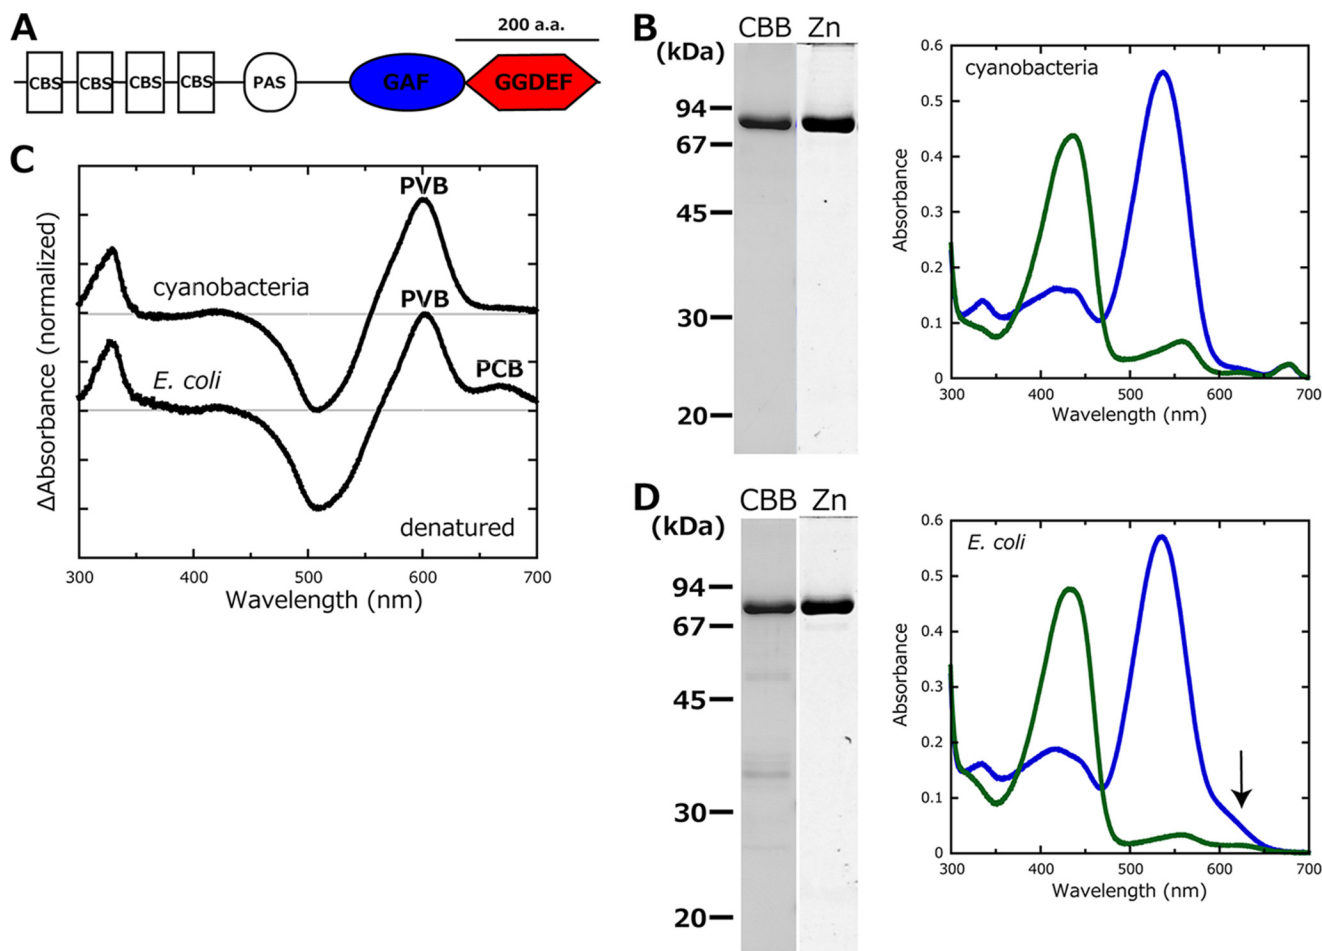 A
200 a.a.
CBS CBS CBS CBS PAS GAF GGDEF
B
CBB Zn
(kDa)
94
67
45
30
20
cyanobacteria
Absorbance
0.6
0.5
0.4
0.3
0.2
0.1
0
300 400 500 600 700
Wavelength (nm)
C
PVB
cyanobacteria
PVB
PCB
E. coli
denatured
ΔAbsorbance (normalized)
300 400 500 600 700
Wavelength (nm)
D
CBB Zn
(kDa)
94
67
45
30
20
E. coli
Absorbance
0.6
0.5
0.4
0.3
0.2
0.1
0
300 400 500 600 700
Wavelength (nm)